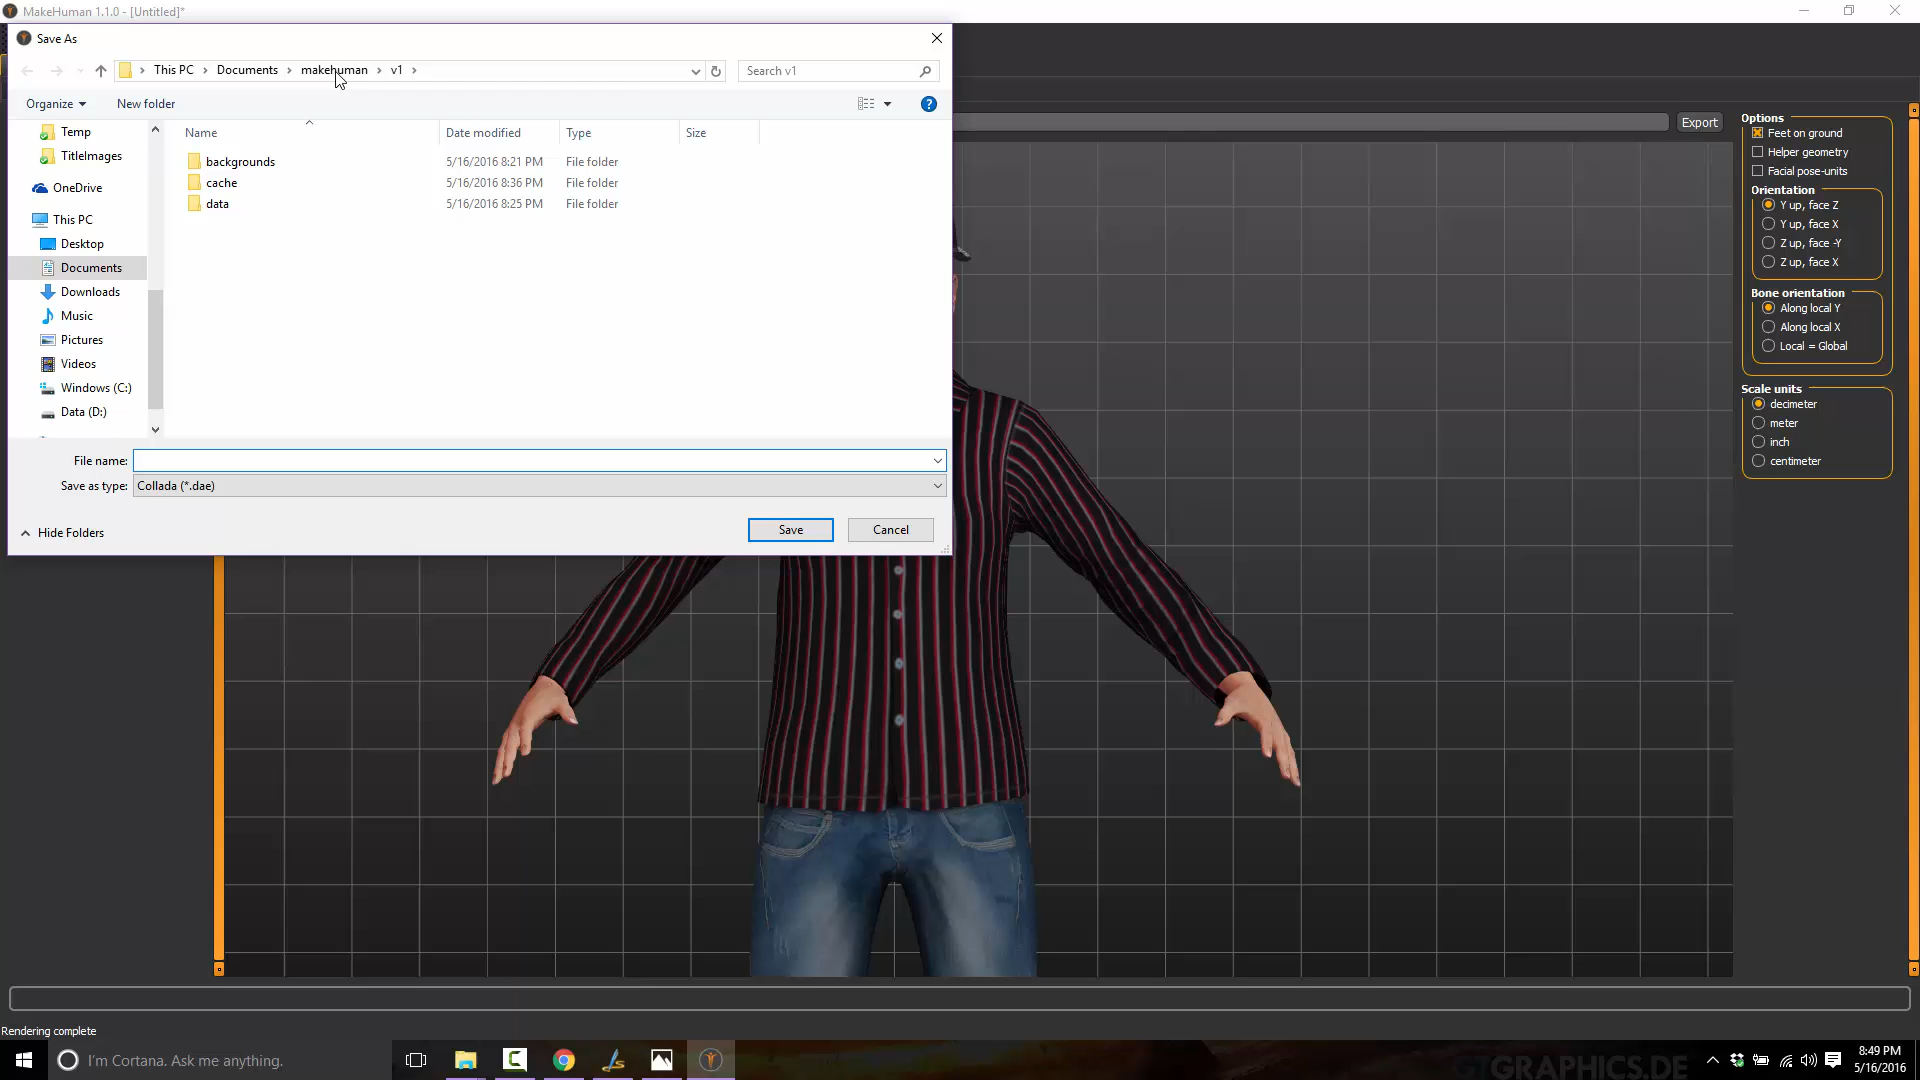 MakeHuman 1.1.0 - [Untitled]*
Save As
This PC > Documents > makehuman > v1 >
Search v1
Organize
New folder
Name
Date modified
Type
Size
Temp
TitleImages
OneDrive
This PC
Desktop
Documents
Downloads
Music
Pictures
Videos
Windows (C:)
Data (D:)
backgrounds 5/16/2016 8:21 PM File folder
cache 5/16/2016 8:36 PM File folder
data 5/16/2016 8:25 PM File folder
File name:
Save as type: Collada (*.dae)
Hide Folders
Save
Cancel
Export
Options
Feet on ground
Helper geometry
Facial pose-units
Orientation
Y up, face Z
Y up, face X
Z up, face -Y
Z up, face X
Bone orientation
Along local Y
Along local X
Local = Global
Scale units
decimeter
meter
inch
centimeter
Rendering complete
I'm Cortana. Ask me anything.
GTGRAPHICS.DE
8:49 PM
5/16/2016